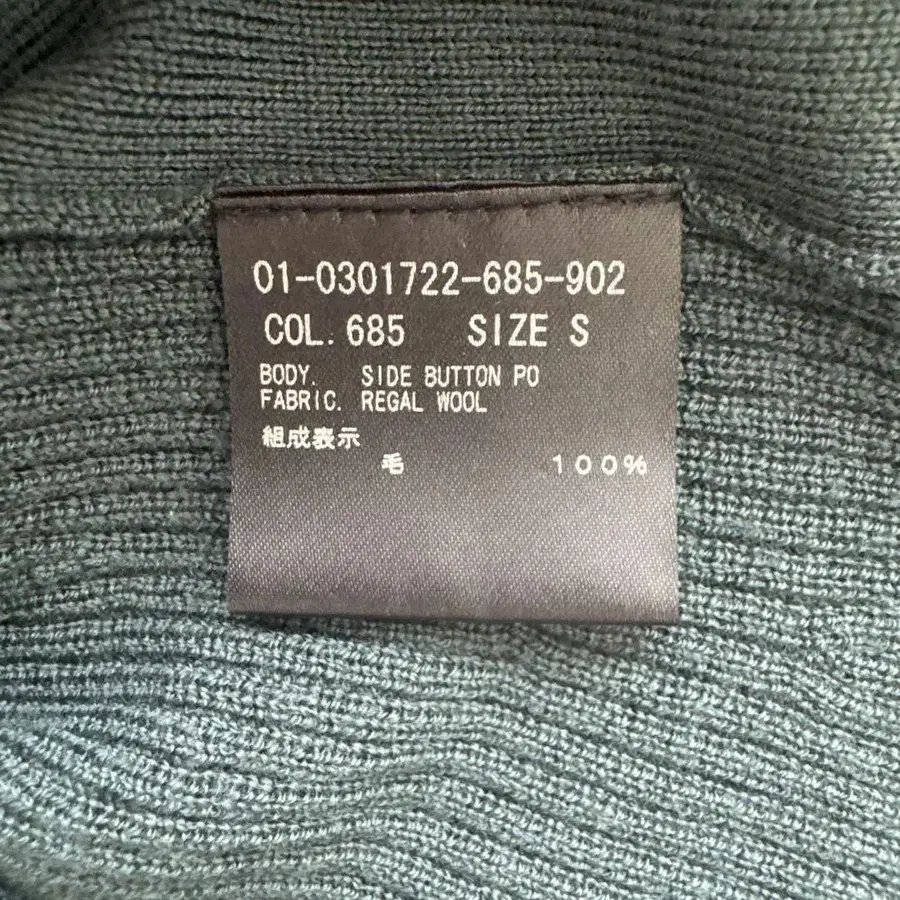 01-0301722-685-902
COL. 685 SIZE S
BODY. SIDE BUTTON PO
FABRIC. REGAL WOOL
組成表示
毛 100%